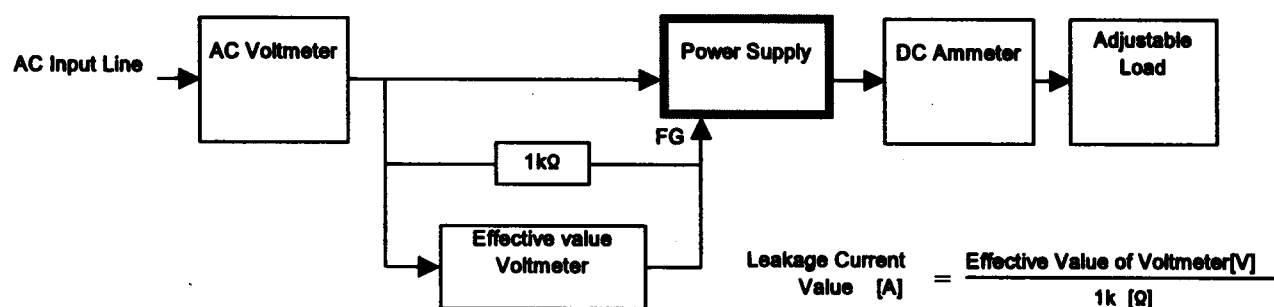 AC Input Line
AC Voltmeter
Power Supply
DC Ammeter
Adjustable
Load
FG
1kΩ
Effective value
Voltmeter
Leakage Current
Value [A]
= Effective Value of Voltmeter[V]
1k [Ω]